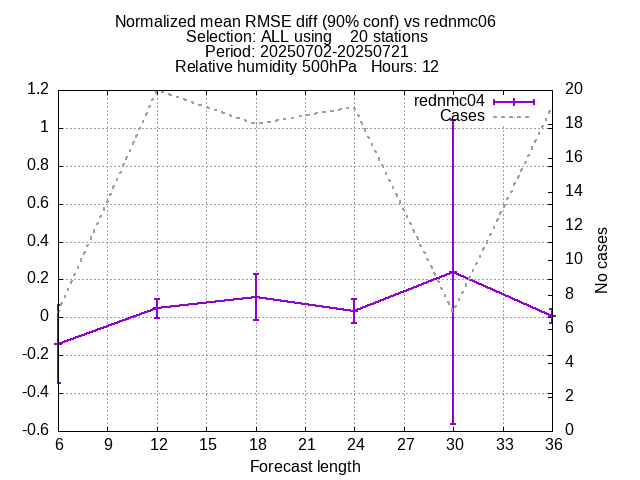 Normalized mean RMSE diff (90% conf) vs rednmc06
Selection: ALL using    20 stations
Period: 20250702-20250721
Relative humidity 500hPa   Hours: 12
rednmc04
Cases
1.2
1
0.8
0.6
0.4
0.2
0
-0.2
-0.4
-0.6
20
18
16
14
12
10
8
6
4
2
0
No cases
6 9 12 15 18 21 24 27 30 33 36
Forecast length